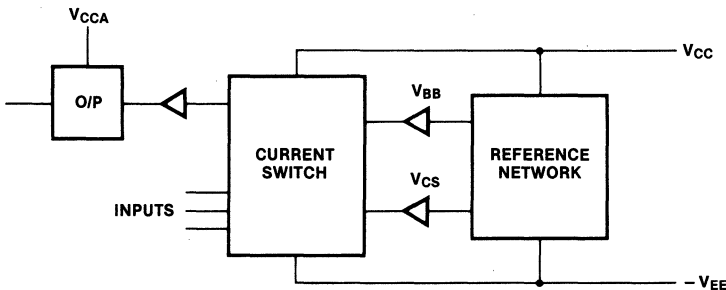 VCCA
O/P
CURRENT
SWITCH
INPUTS
VBB
VCS
REFERENCE
NETWORK
VCC
−VEE